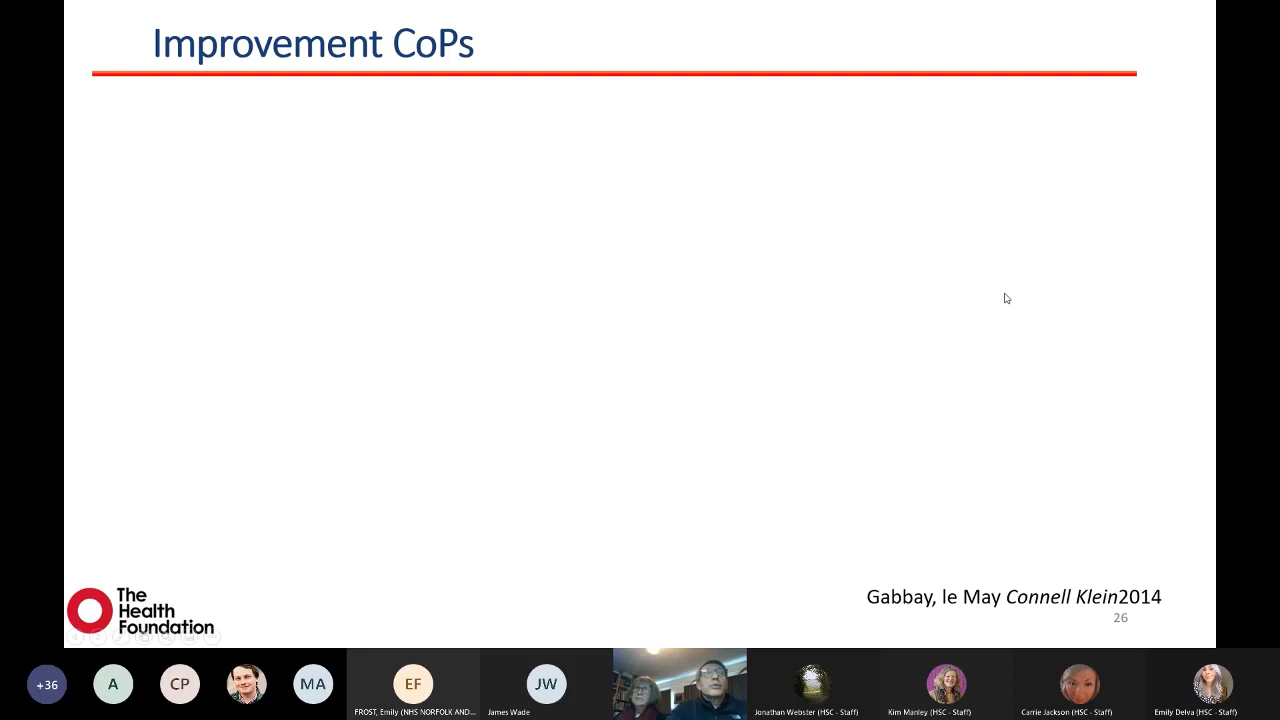 Improvement CoPs
The
Health
Foundation
Gabbay, le May Connell Klein2014
26
+36
A
CP
MA
EF
FROST, Emily (NHS NORFOLK AND...
JW
James Wade
Jonathan Webster (HSC - Staff)
Kim Manley (HSC - Staff)
Carrie Jackson (HSC - Staff)
Emily Delva (HSC - Staff)